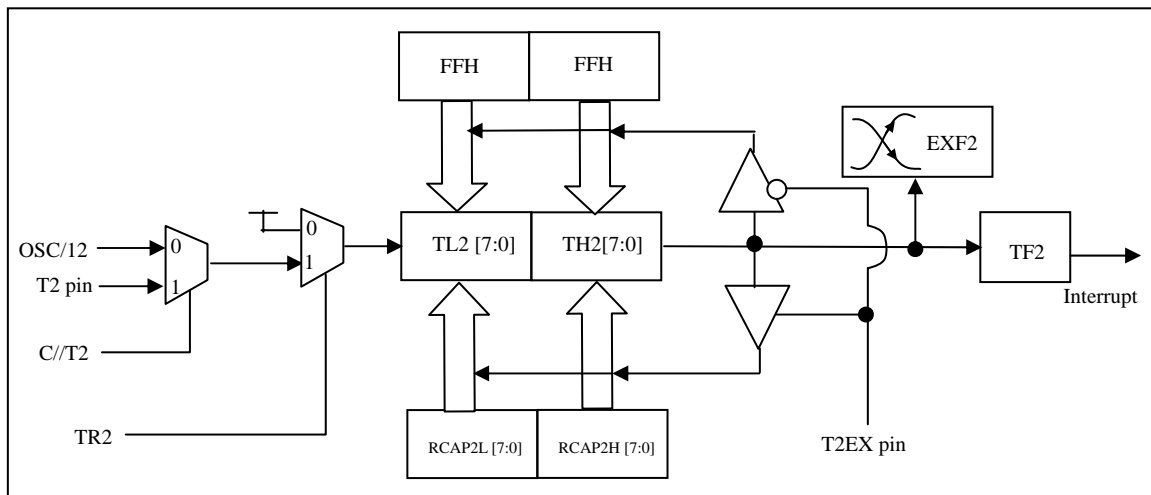 FFH
FFH
EXF2
0
OSC/12
0
TL2 [7:0]
TH2[7:0]
TF2
1
T2 pin
1
Interrupt
C//T2
TR2
RCAP2L [7:0]
RCAP2H [7:0]
T2EX pin